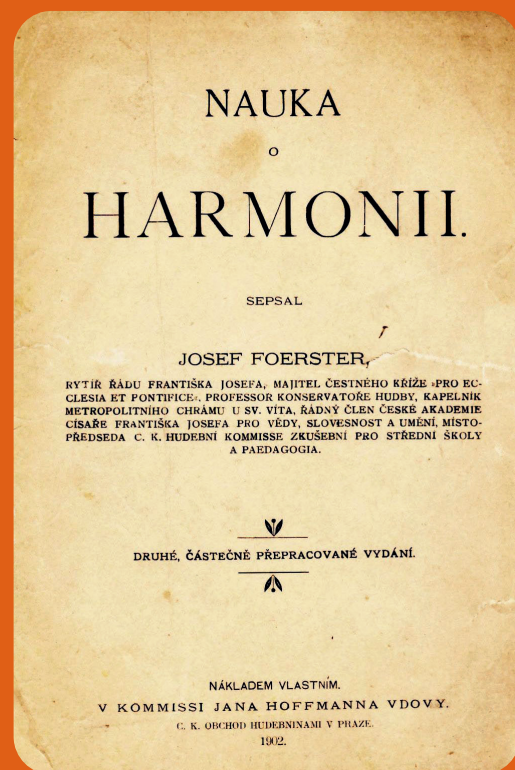 NAUKA
O
HARMONII.
SEPSAL
JOSEF FOERSTER,
RYTÍŘ ŘÁDU FRANTIŠKA JOSEFA, MAJITEL ČESTNÉHO KŘÍŽE »PRO EC-
CLESIA ET PONTIFICE«, PROFESSOR KONSERVATOŘE HUDBY, KAPELNÍK
METROPOLITNÍHO CHRÁMU U SV. VÍTA, ŘÁDNÝ ČLEN ČESKÉ AKADEMIE
CÍSAŘE FRANTIŠKA JOSEFA PRO VĚDY, SLOVESNOST A UMĚNÍ, MÍSTO-
PŘEDSEDA C. K. HUDEBNÍ KOMMISSE ZKUŠEBNÍ PRO STŘEDNÍ ŠKOLY
A PAEDAGOGIA.
DRUHÉ, ČÁSTEČNĚ PŘEPRACOVANÉ VYDÁNÍ.
NÁKLADEM VLASTNÍM.
V KOMMISSI JANA HOFFMANNA VDOVY.
C. K. OBCHOD HUDEBNINAMI V PRAZE.
1902.